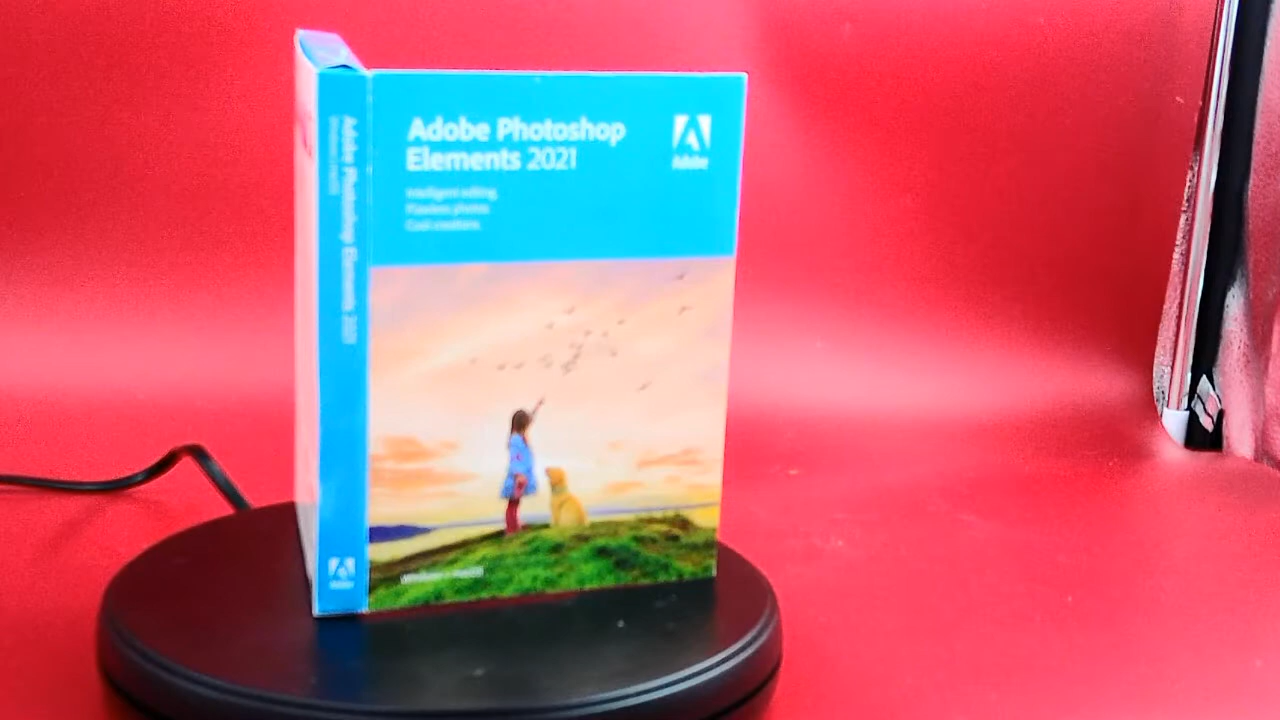 Adobe Photoshop
Elements 2021
Adobe
Intelligent editing.
Flawless photos.
Cool creations.
Adobe Photoshop Elements 2021